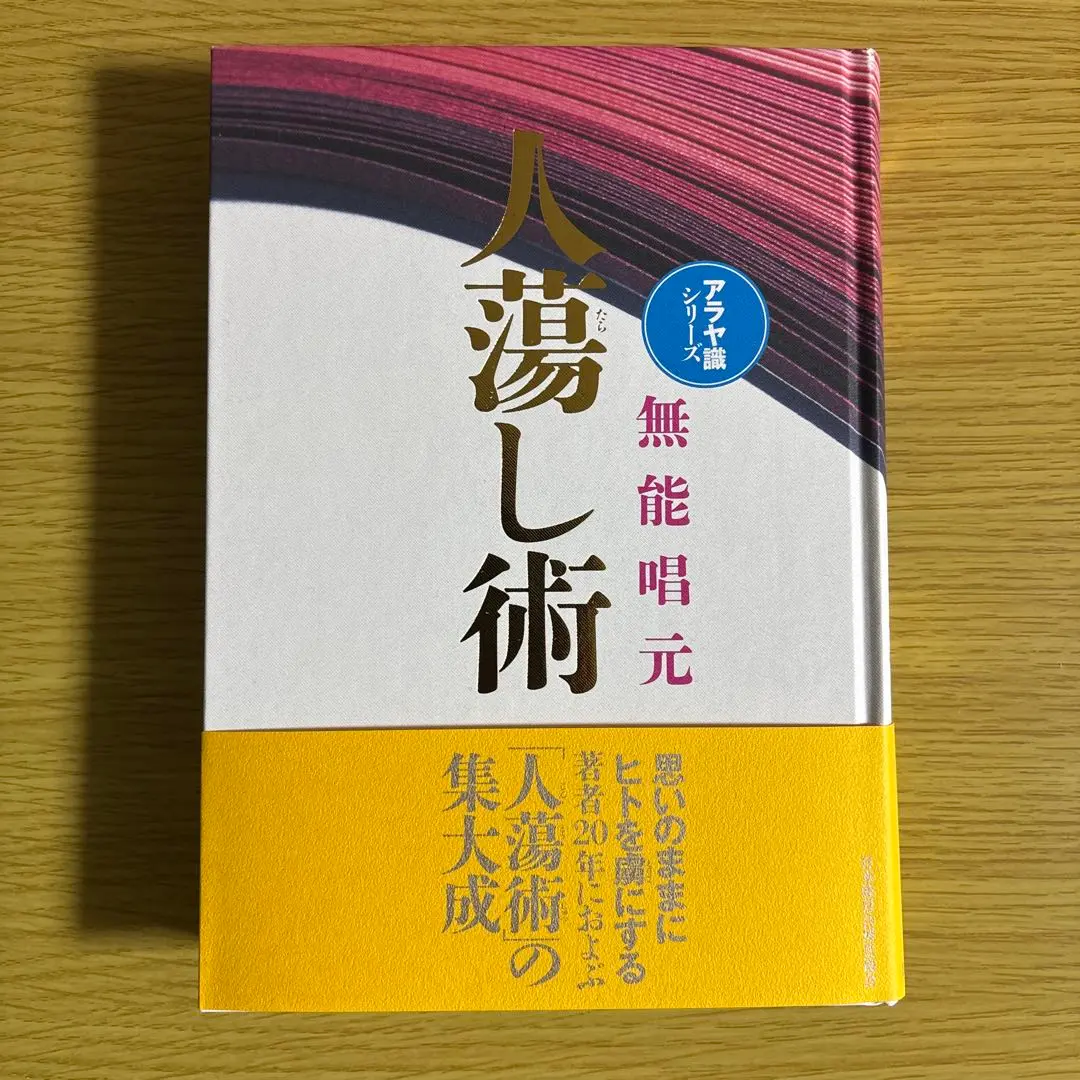 人蕩し術
たら
アラヤ識
シリーズ
無能唱元
思いのままに
ヒトを虜にする
著者20年におよぶ
「人蕩術」の
集大成